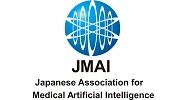 JMAI
Japanese Association for
Medical Artificial Intelligence